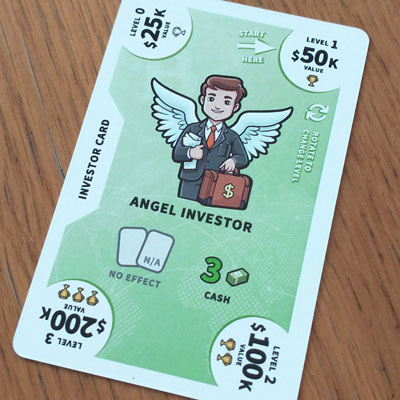 LEVEL 0
$25K
VALUE
START
HERE
LEVEL 1
$50K
VALUE
ROTATE TO
CHANGE LEVEL
INVESTOR CARD
$
ANGEL INVESTOR
N/A
NO EFFECT
3
CASH
LEVEL 3
$200K
VALUE
LEVEL 2
$100K
VALUE